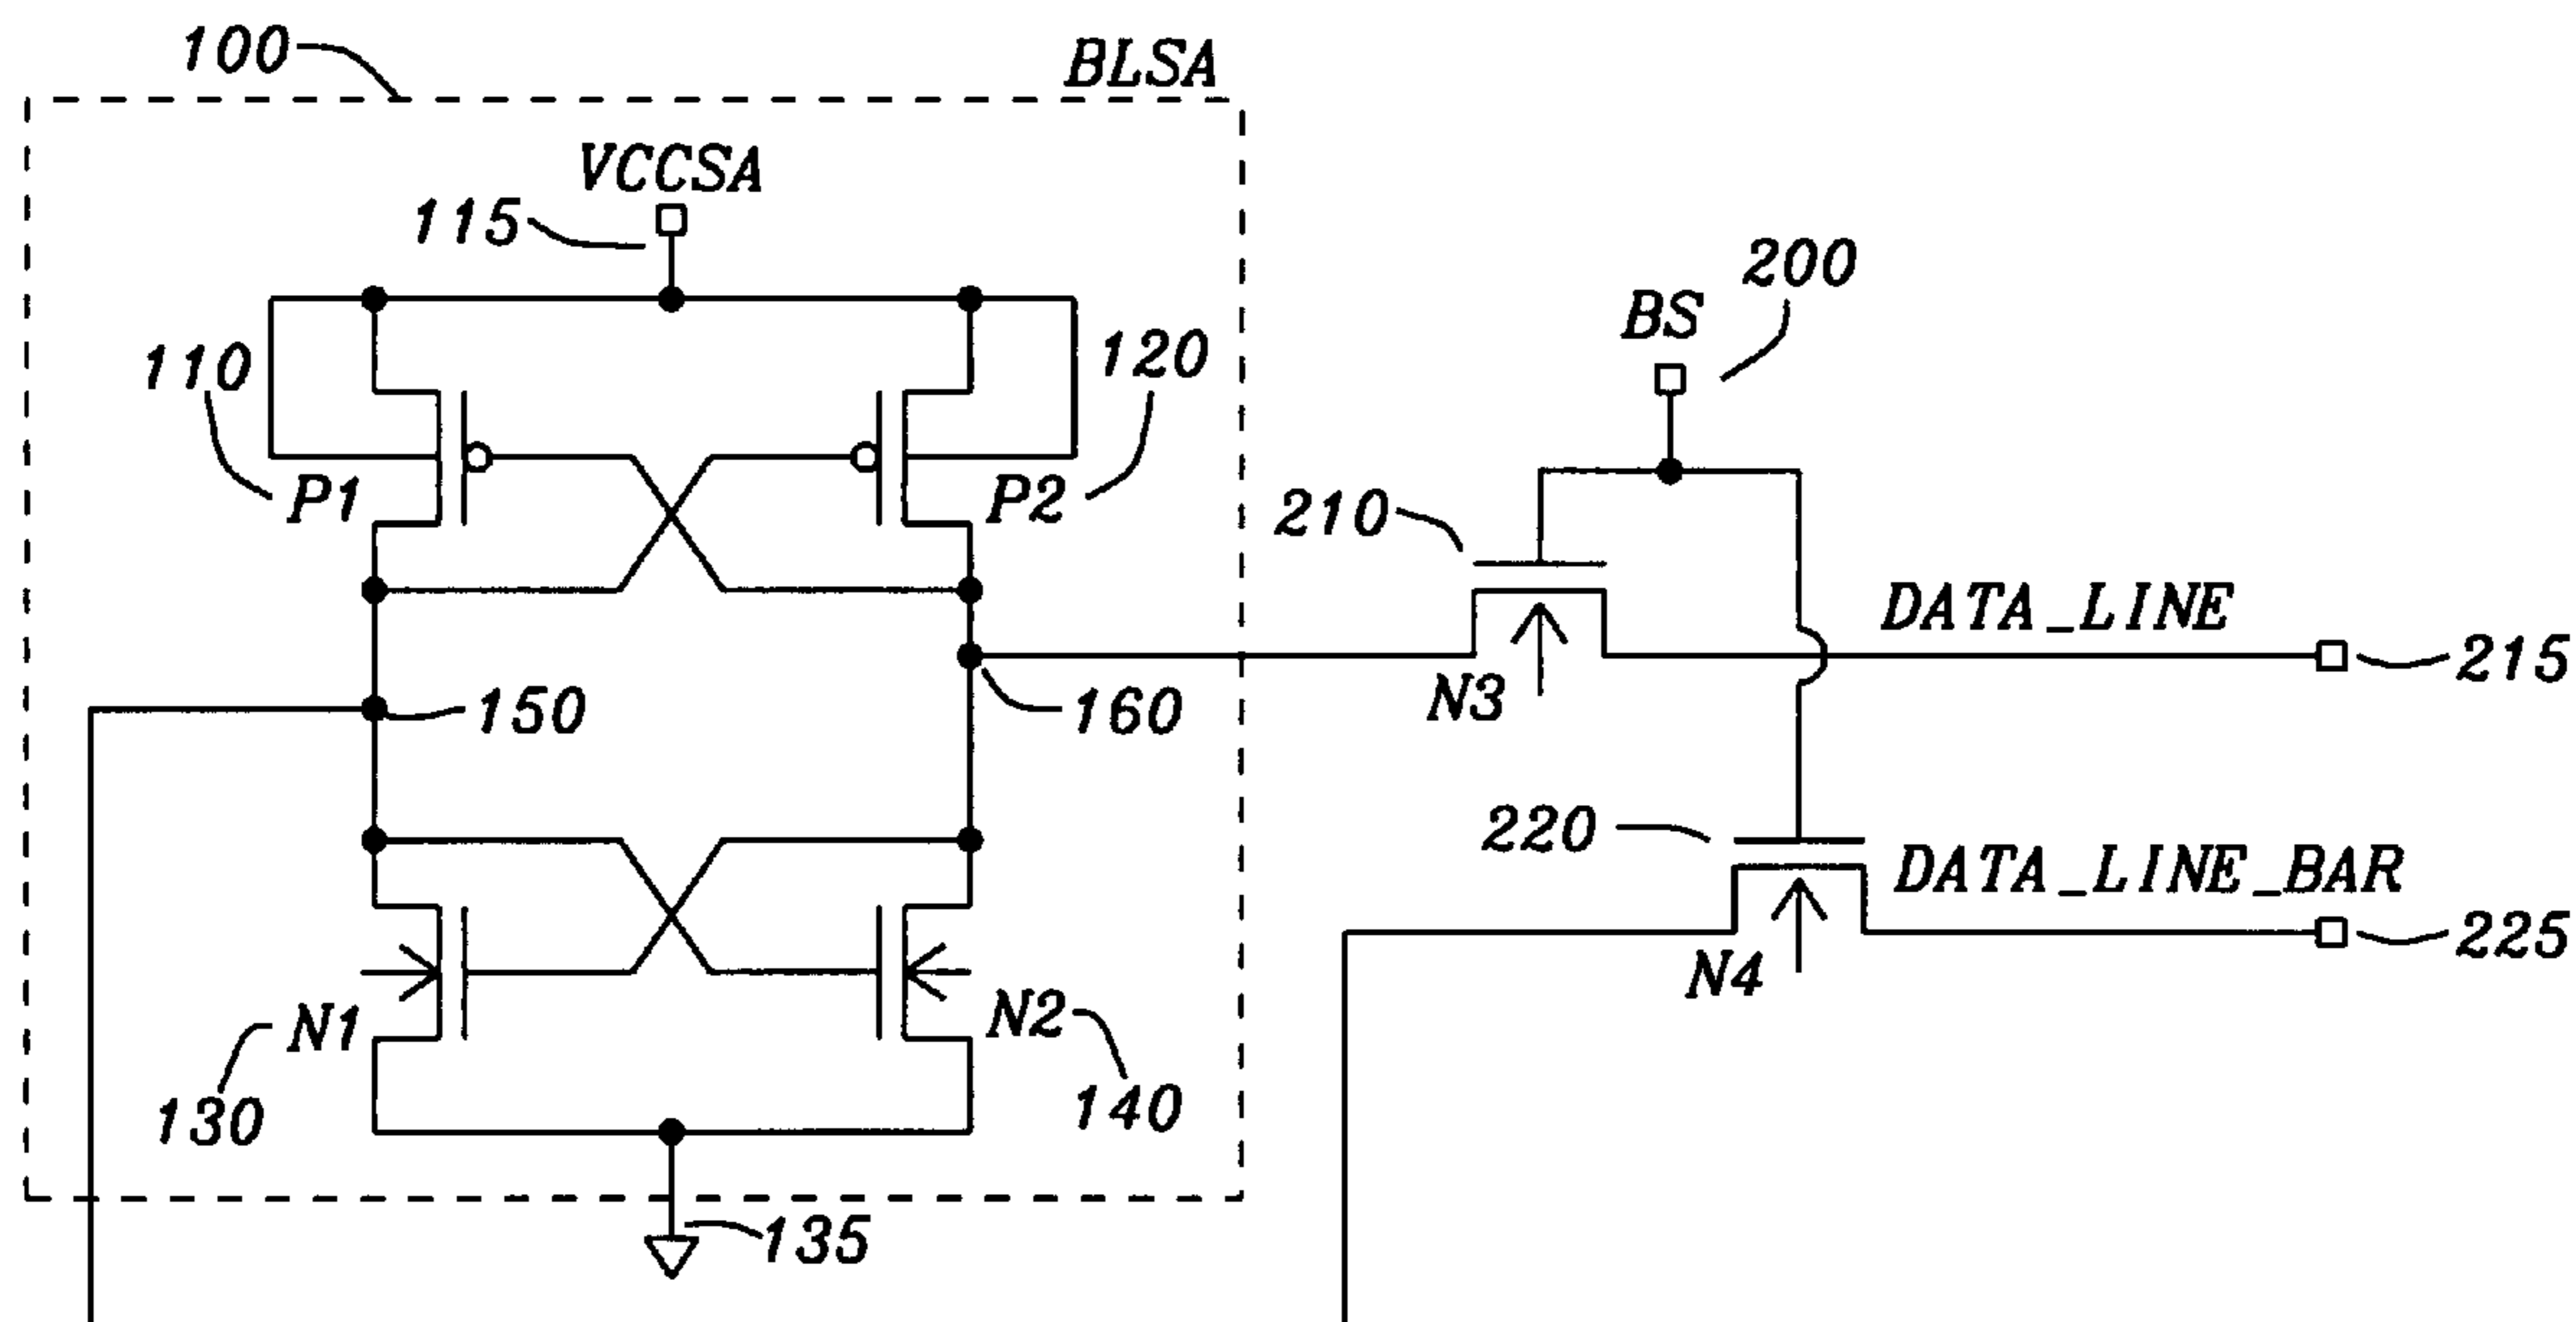 100
BLSA
VCCSA
115
200
BS
110
120
P1
P2
210
DATA_LINE
215
150
160
N3
220
DATA_LINE_BAR
225
N4
N1
N2
130
140
135